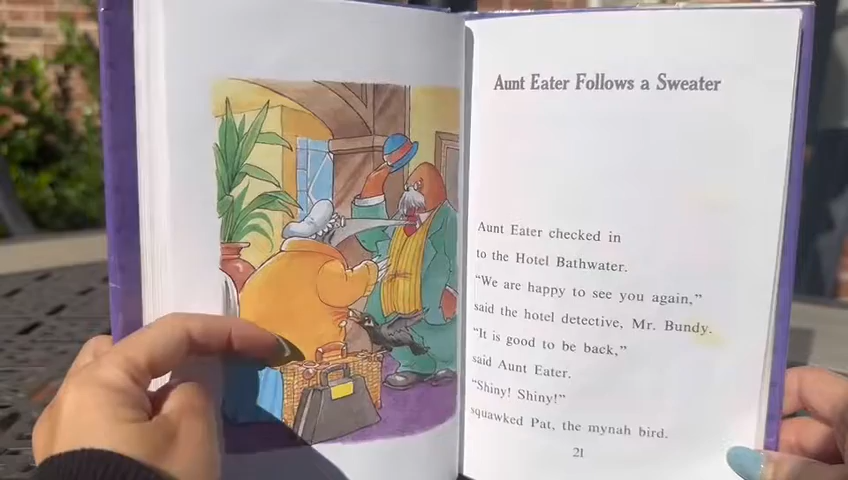 Aunt Eater Follows a Sweater
Aunt Eater checked in
to the Hotel Bathwater.
“We are happy to see you again,”
said the hotel detective, Mr. Bundy.
“It is good to be back,”
said Aunt Eater.
“Shiny! Shiny!”
squawked Pat, the mynah bird.
21